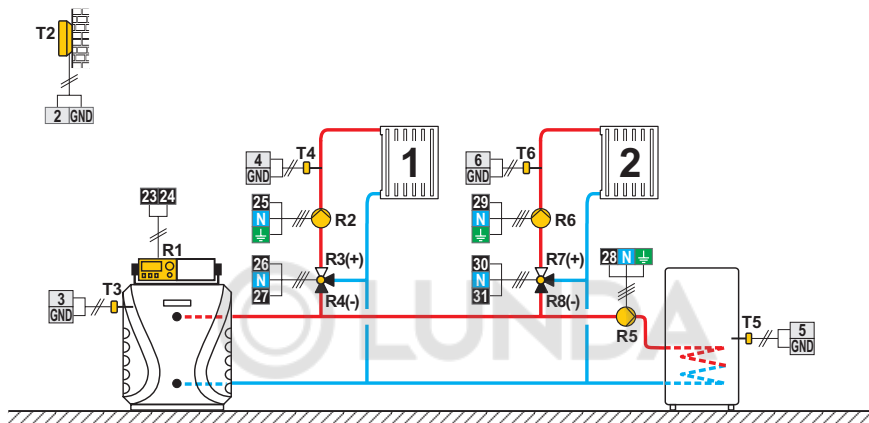 T2
2 GND
4
GND
T4
1
6
GND
T6
2
23 24
R1
25
N
R2
29
N
R6
26
N
27
R3(+)
R4(-)
30
N
31
R7(+)
R8(-)
28 N
3
GND
T3
R5
T5
5
GND
LUNDA